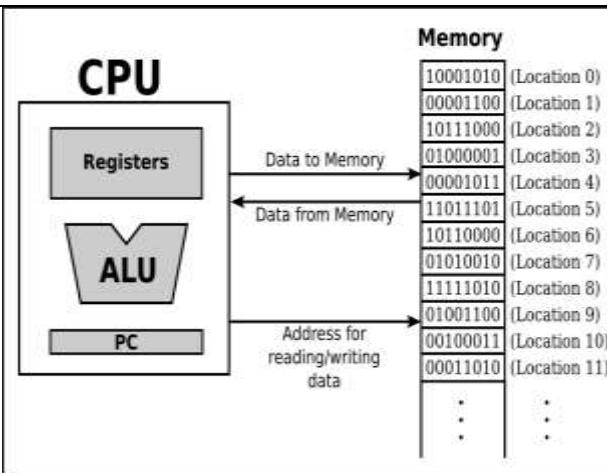 Memory
CPU
10001010 (Location 0)
00001100 (Location 1)
10111000 (Location 2)
Registers
Data to Memory
01000001 (Location 3)
00001011 (Location 4)
Data from Memory
11011101 (Location 5)
10110000 (Location 6)
ALU
01010010 (Location 7)
11111010 (Location 8)
01001100 (Location 9)
PC
Address for
reading/writing
data
00100011 (Location 10)
00011010 (Location 11)